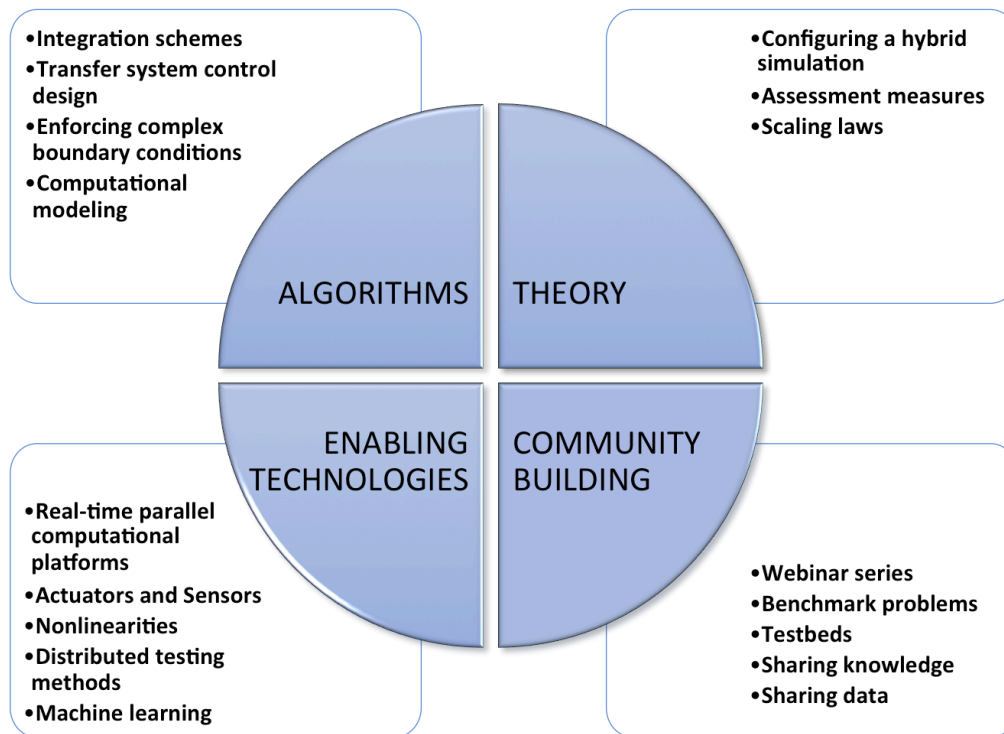 •Integration schemes
•Transfer system control
design
•Enforcing complex
boundary conditions
•Computational
modeling
•Configuring a hybrid
simulation
•Assessment measures
•Scaling laws
ALGORITHMS
THEORY
ENABLING
TECHNOLOGIES
COMMUNITY
BUILDING
•Real-time parallel
computational
platforms
•Actuators and Sensors
•Nonlinearities
•Distributed testing
methods
•Machine learning
•Webinar series
•Benchmark problems
•Testbeds
•Sharing knowledge
•Sharing data